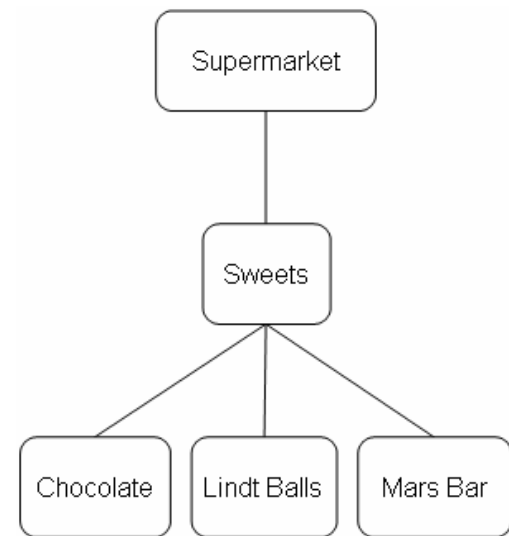 Supermarket
Sweets
Chocolate
Lindt Balls
Mars Bar